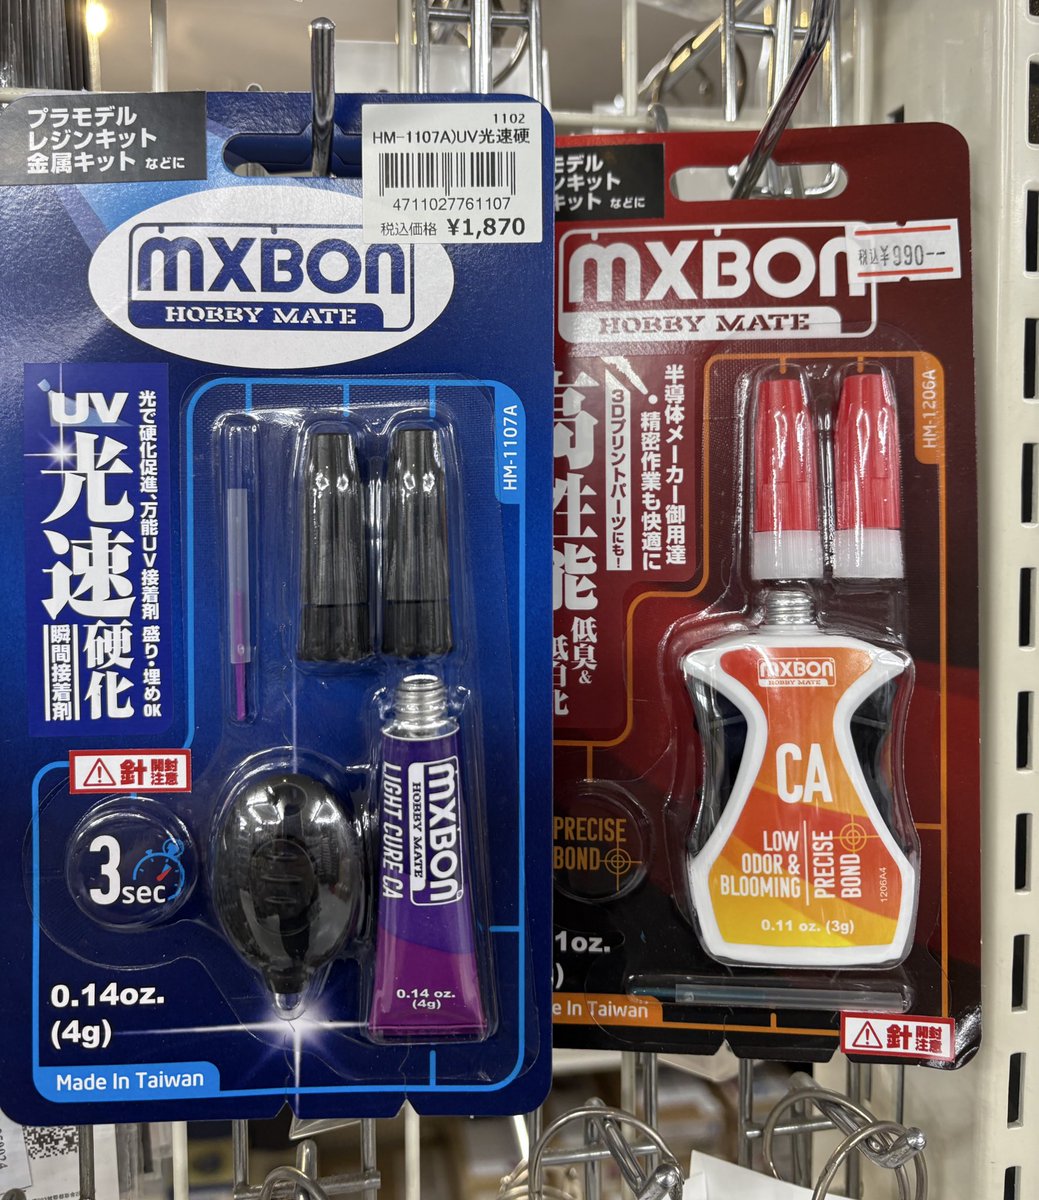 プラモデル
レジンキット
金属キット などに
1102
HM-1107A)UV光速硬
4711027761107
税込価格 ¥1,870
MXBON
HOBBY MATE
HM-1107A
UV
光速硬化
瞬間接着剤
光で硬化促進、万能UV接着剤 盛り・埋めOK
針 開封注意
3sec
MXBON
HOBBY MATE
LIGHT CURE CA
0.14 oz.
(4g)
0.14oz.
(4g)
Made In Taiwan
モデル
ンキット
キット などに
税込¥990--
MXBON
HOBBY MATE
HM-1206A
半導体メーカー御用達
・精密作業も快適に
3Dプリントパーツにも!
高性能
低臭&
低白化
MXBON
HOBBY MATE
CA
LOW
ODOR &
BLOOMING
PRECISE
BOND
1206A4
0.11 oz. (3g)
PRECISE
BOND
1oz.
)
e In Taiwan
針 開封注意